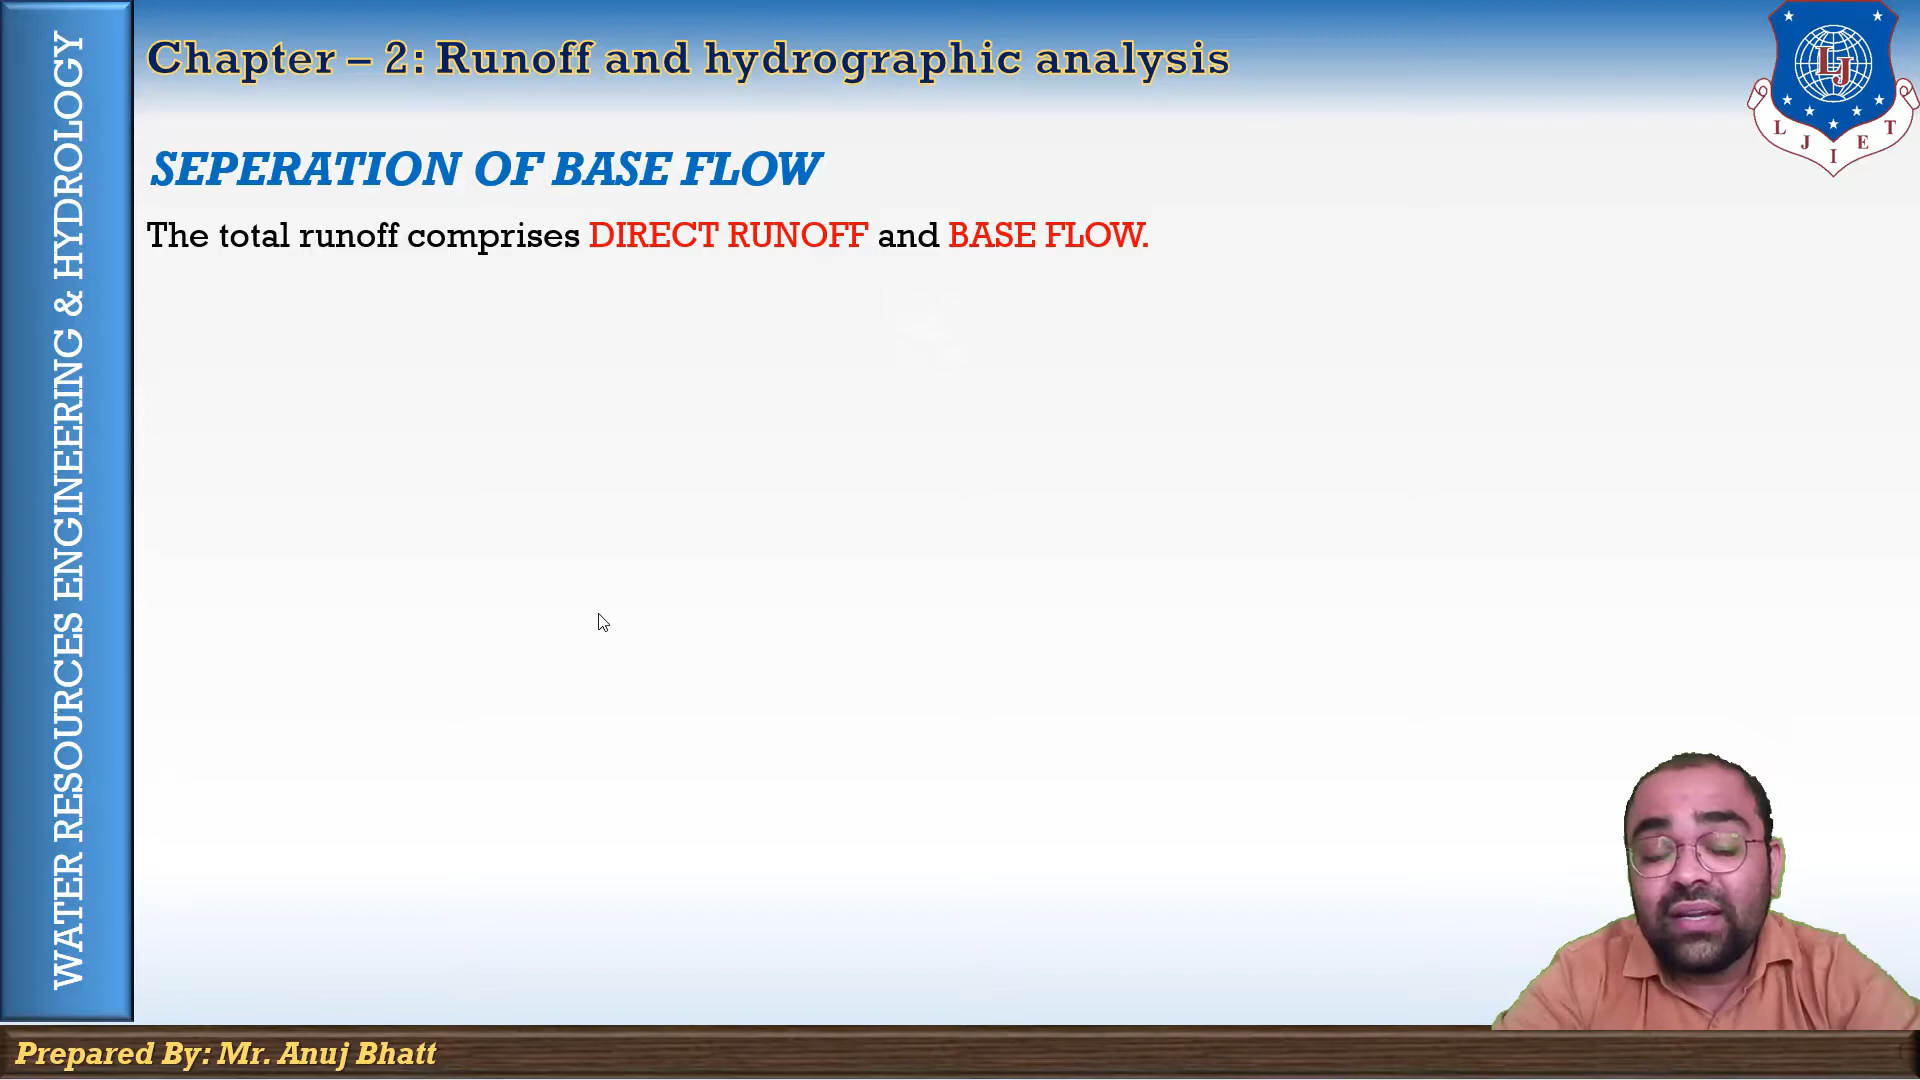 WATER RESOURCES ENGINEERING & HYDROLOGY
Chapter – 2: Runoff and hydrographic analysis
LJ
L J I E T
SEPERATION OF BASE FLOW
The total runoff comprises DIRECT RUNOFF and BASE FLOW.
Prepared By: Mr. Anuj Bhatt